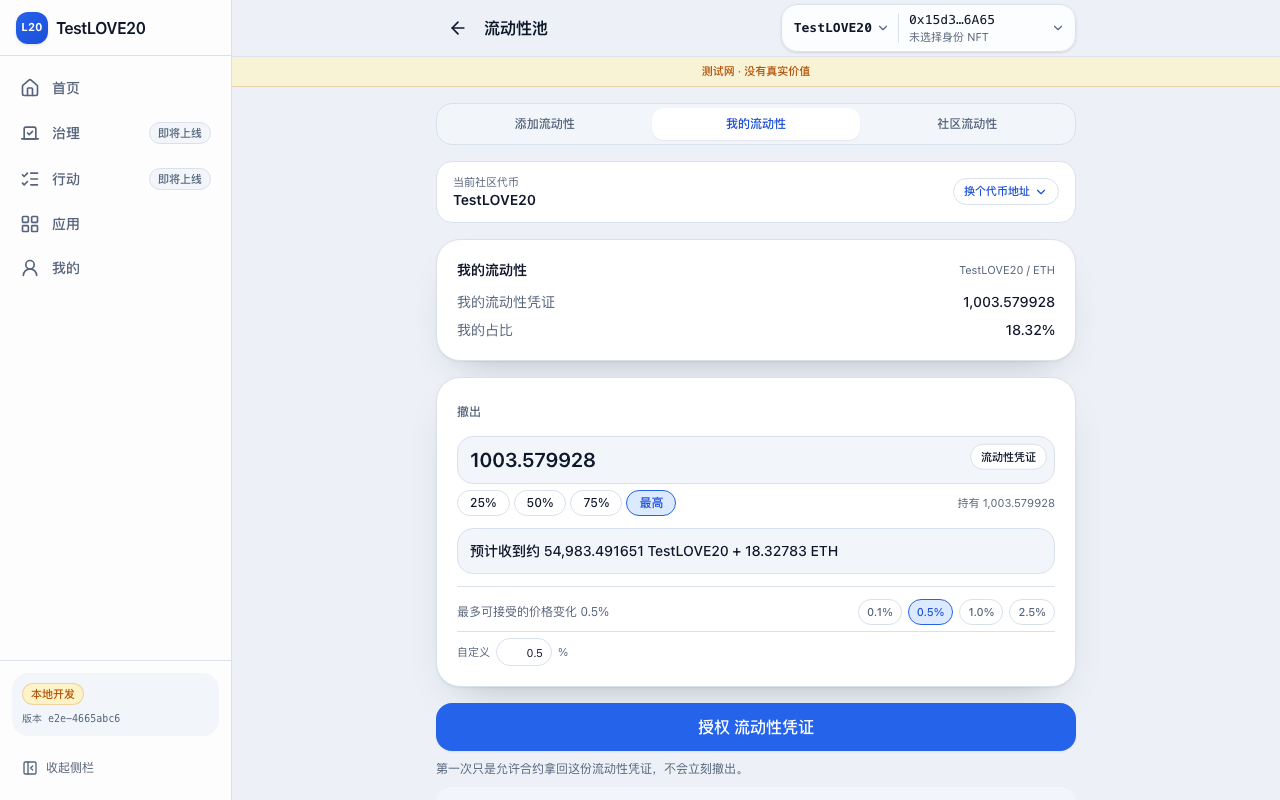 L20 TestLOVE20
首页
治理 即将上线
行动 即将上线
应用
我的
本地开发
版本 e2e-4665abc6
收起侧栏
流动性池
TestLOVE20
0x15d3…6A65
未选择身份 NFT
测试网 · 没有真实价值
添加流动性 我的流动性 社区流动性
当前社区代币
TestLOVE20
换个代币地址
我的流动性 TestLOVE20 / ETH
我的流动性凭证 1,003.579928
我的占比 18.32%
撤出
1003.579928 流动性凭证
25% 50% 75% 最高 持有 1,003.579928
预计收到约 54,983.491651 TestLOVE20 + 18.32783 ETH
最多可接受的价格变化 0.5% 0.1% 0.5% 1.0% 2.5%
自定义 0.5 %
授权 流动性凭证
第一次只是允许合约拿回这份流动性凭证，不会立刻撤出。